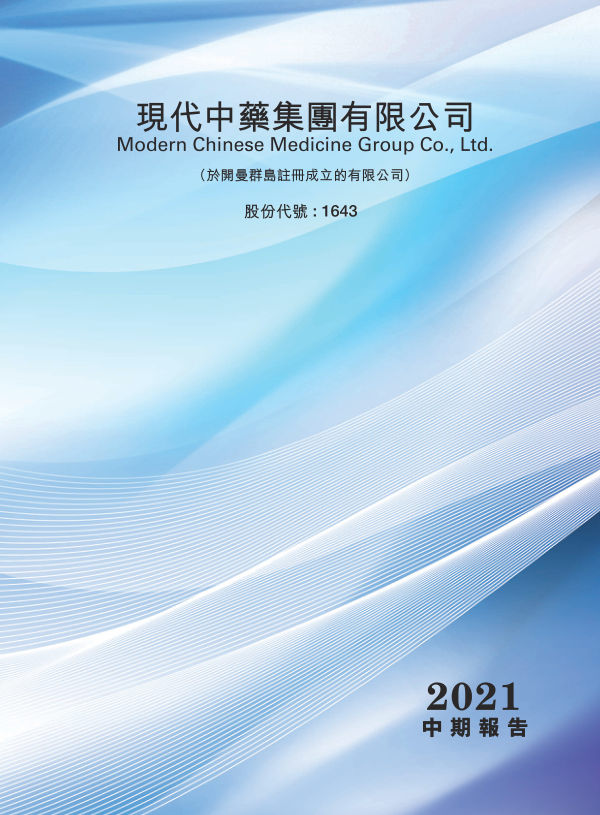 現代中藥集團有限公司
Modern Chinese Medicine Group Co., Ltd.
（於開曼群島註冊成立的有限公司）
股份代號 : 1643
2021
中期報告